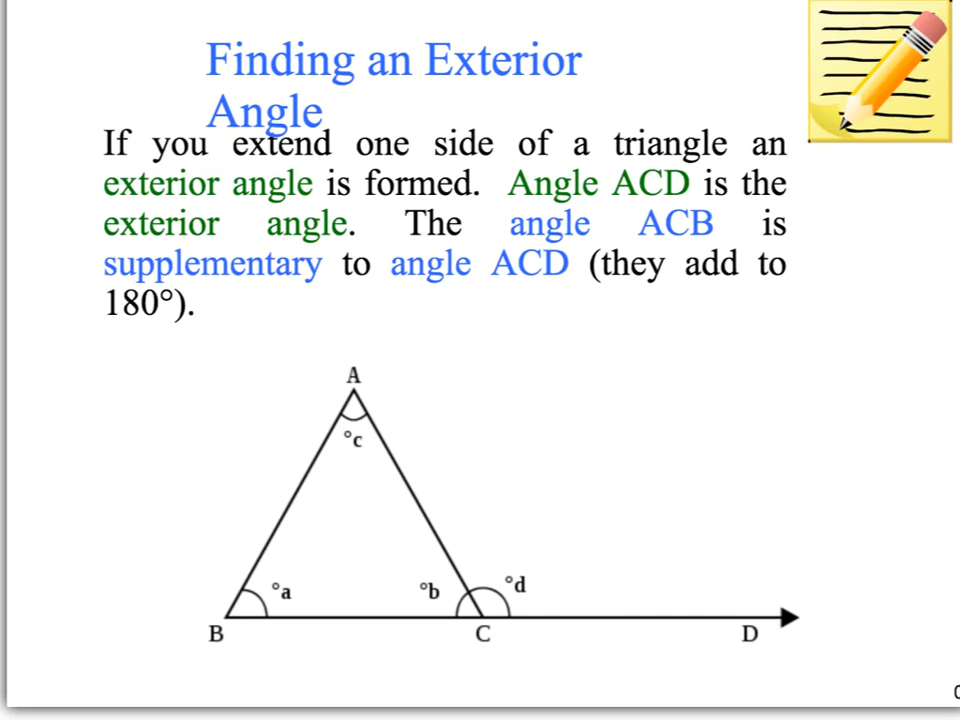 Finding an Exterior
Angle
If you extend one side of a triangle an
exterior angle is formed. Angle ACD is the
exterior angle. The angle ACB is
supplementary to angle ACD (they add to
180°).
A
°c
°a
°b
°d
B
C
D